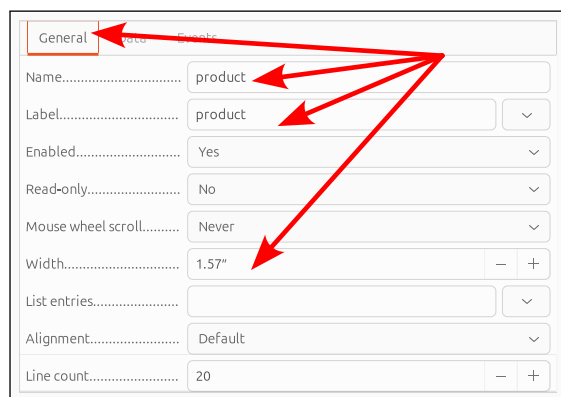 General Data Events
Name.............................. product
Label.............................. product
Enabled.......................... Yes
Read-only....................... No
Mouse wheel scroll.......... Never
Width............................. 1.57"
List entries......................
Alignment....................... Default
Line count....................... 20